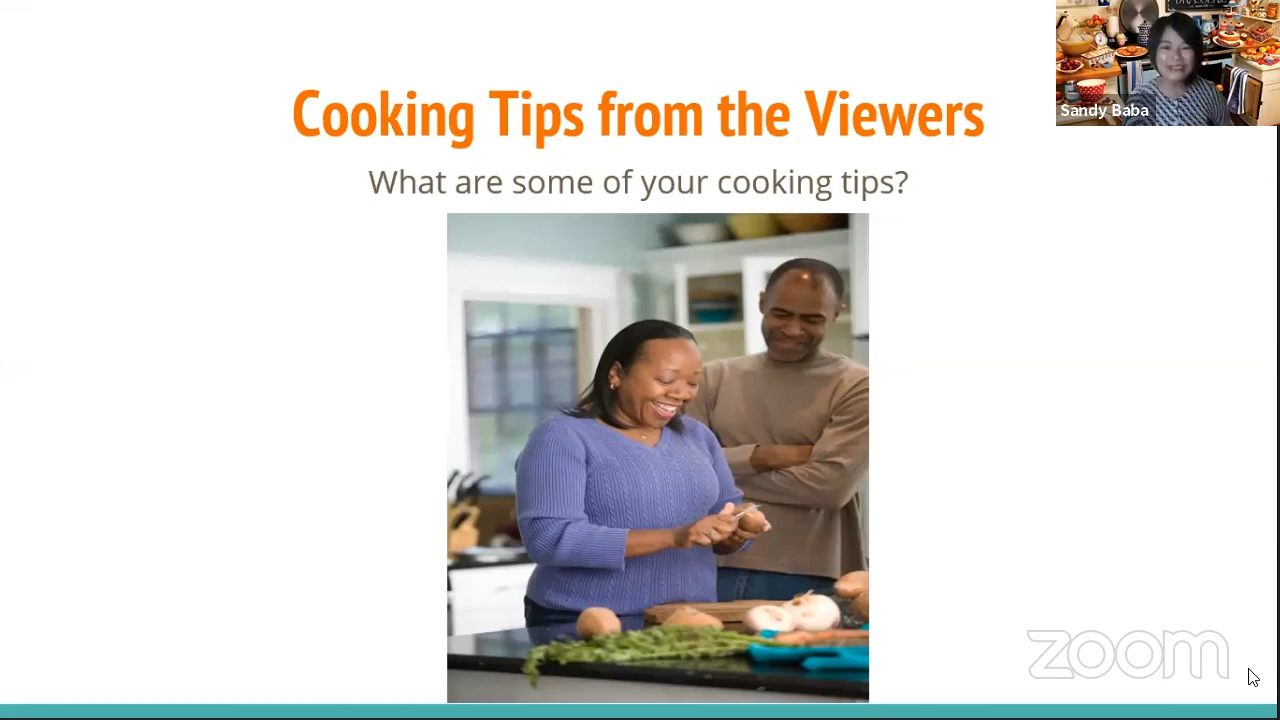 Cooking Tips from the Viewers
What are some of your cooking tips?
Sandy Baba
zoom